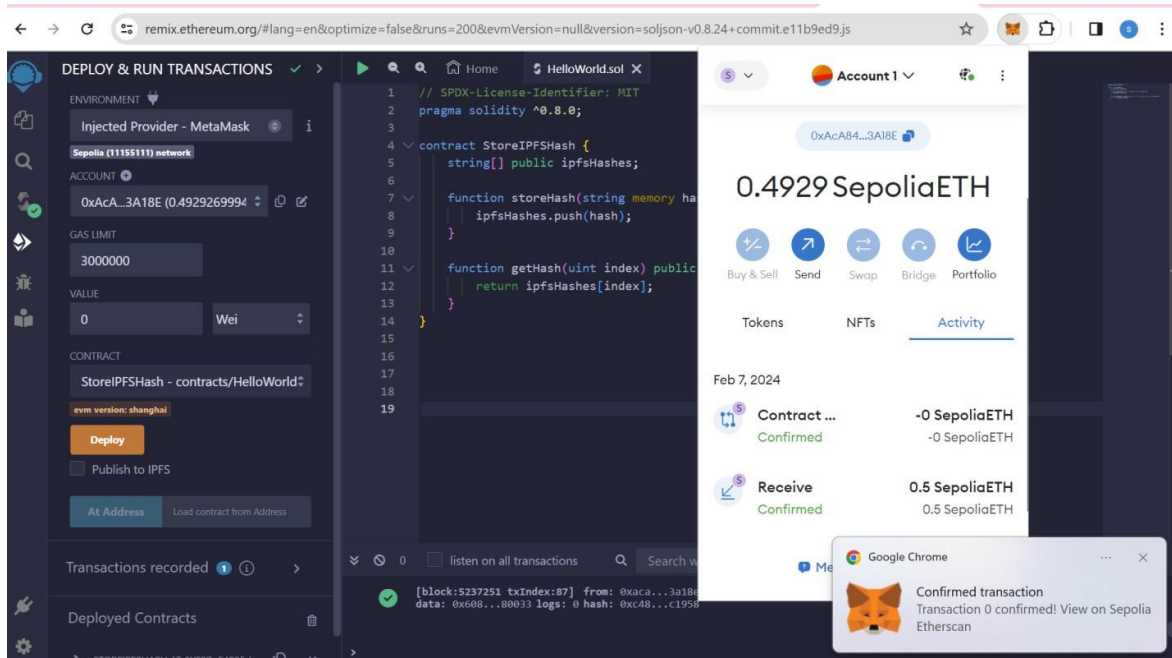 remix.ethereum.org/#lang=en&optimize=false&runs=200&evmVersion=null&version=soljson-v0.8.24+commit.e11b9ed9.js
S
DEPLOY & RUN TRANSACTIONS
ENVIRONMENT
Injected Provider - MetaMask
i
Sepolia (11155111) network
ACCOUNT
0xAcA...3A18E (0.4929269994
GAS LIMIT
3000000
VALUE
0
Wei
CONTRACT
StoreIPFSHash - contracts/HelloWorld
evm version: shanghai
Deploy
Publish to IPFS
At Address
Load contract from Address
Transactions recorded 1
Deployed Contracts
Home
HelloWorld.sol
1 // SPDX-License-Identifier: MIT
2 pragma solidity ^0.8.0;
3
4 contract StoreIPFSHash {
5 string[] public ipfsHashes;
6
7 function storeHash(string memory ha
8 ipfsHashes.push(hash);
9 }
10
11 function getHash(uint index) public
12 return ipfsHashes[index];
13 }
14 }
15
16
17
18
19
0
listen on all transactions
Search w
[block:5237251 txIndex:87] from: 0xaca...3a18e
data: 0x608...80033 logs: 0 hash: 0xc48...c1958
>
S
Account 1
0xAcA84...3A18E
0.4929 SepoliaETH
Buy & Sell
Send
Swap
Bridge
Portfolio
Tokens
NFTs
Activity
Feb 7, 2024
S
Contract ...
-0 SepoliaETH
Confirmed
-0 SepoliaETH
S
Receive
0.5 SepoliaETH
Confirmed
0.5 SepoliaETH
Me
Google Chrome
Confirmed transaction
Transaction 0 confirmed! View on Sepolia
Etherscan